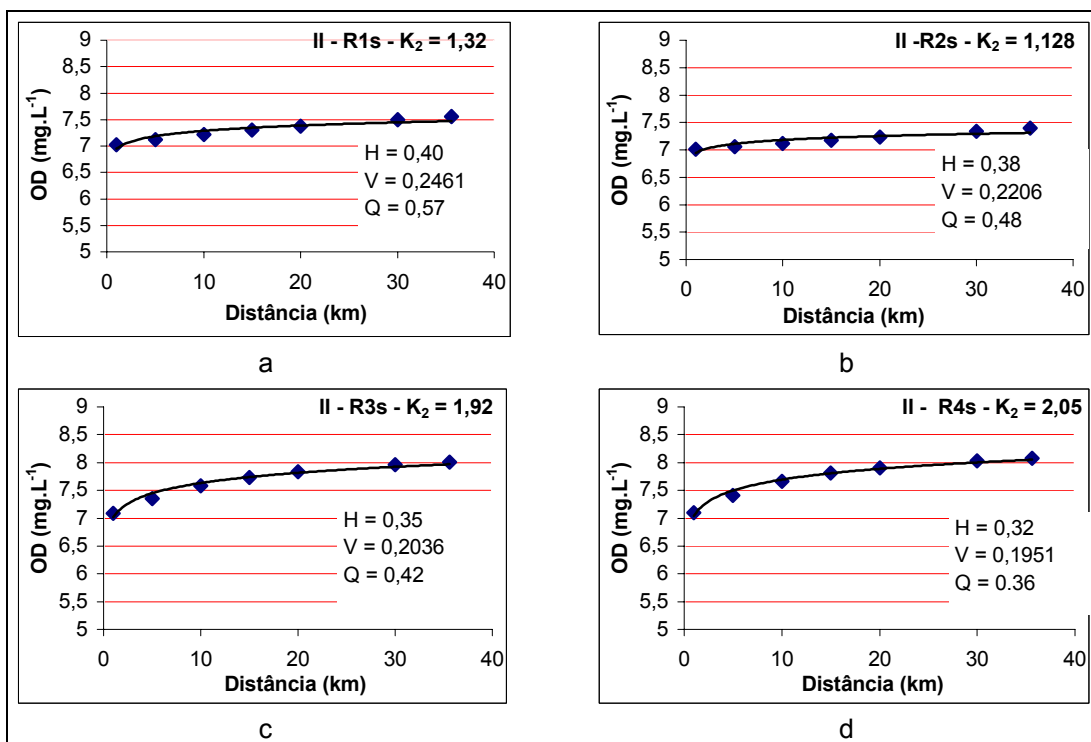 II - R1s - K₂ = 1,32
OD (mg.L⁻¹)
9
8,5
8
7,5
7
6,5
6
5,5
5
H = 0,40
V = 0,2461
Q = 0,57
0 10 20 30 40
Distância (km)
a
II -R2s - K₂ = 1,128
OD (mg.L⁻¹)
9
8,5
8
7,5
7
6,5
6
5,5
5
H = 0,38
V = 0,2206
Q = 0,48
0 10 20 30 40
Distância (km)
b
II - R3s - K₂ = 1,92
OD (mg.L⁻¹)
9
8,5
8
7,5
7
6,5
6
5,5
5
H = 0,35
V = 0,2036
Q = 0,42
0 10 20 30 40
Distância (km)
c
II - R4s - K₂ = 2,05
OD (mg.L⁻¹)
9
8,5
8
7,5
7
6,5
6
5,5
5
H = 0,32
V = 0,1951
Q = 0.36
0 10 20 30 40
Distância (km)
d